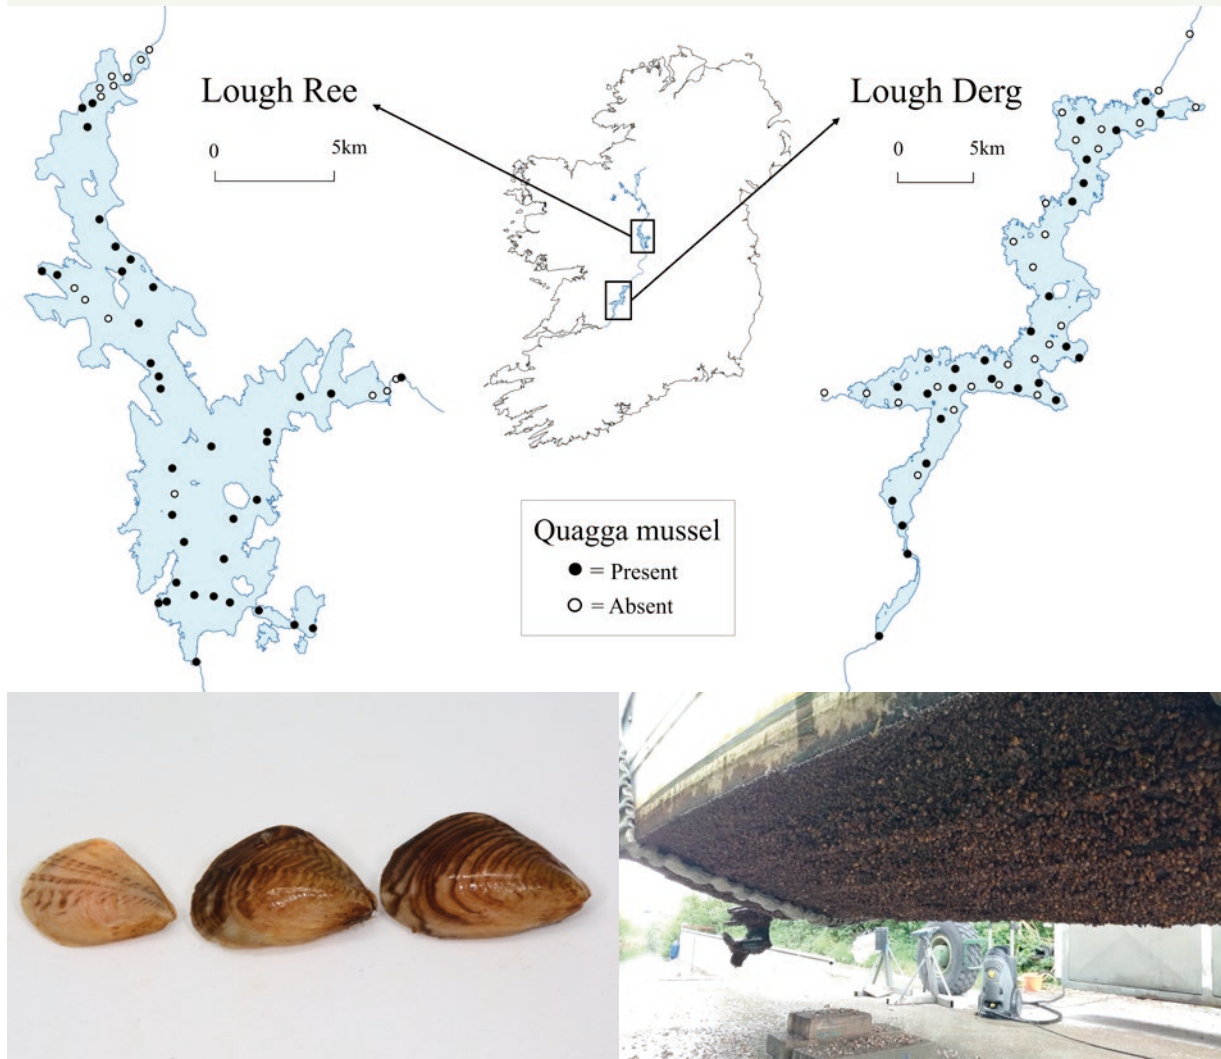 Lough Ree
0 5km
Lough Derg
0 5km
Quagga mussel
= Present
= Absent